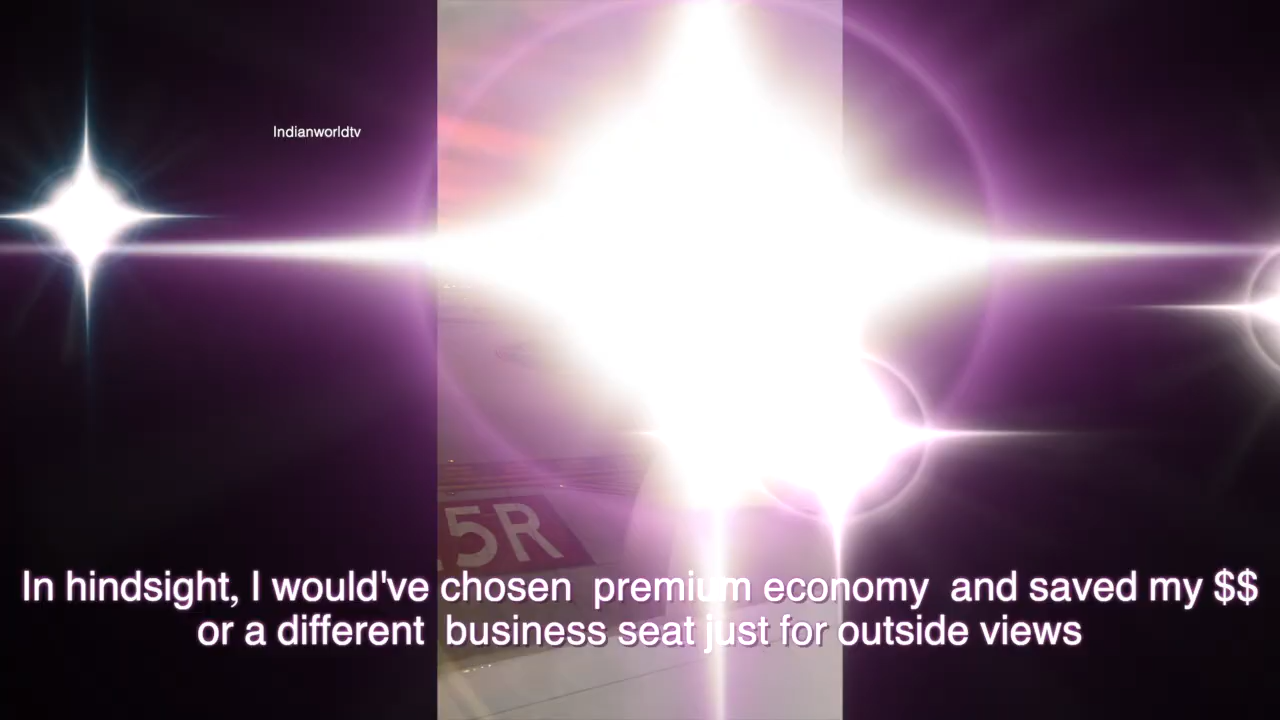 Indianworldtv
5R
In hindsight, I would've chosen premium economy and saved my $$
or a different business seat just for outside views